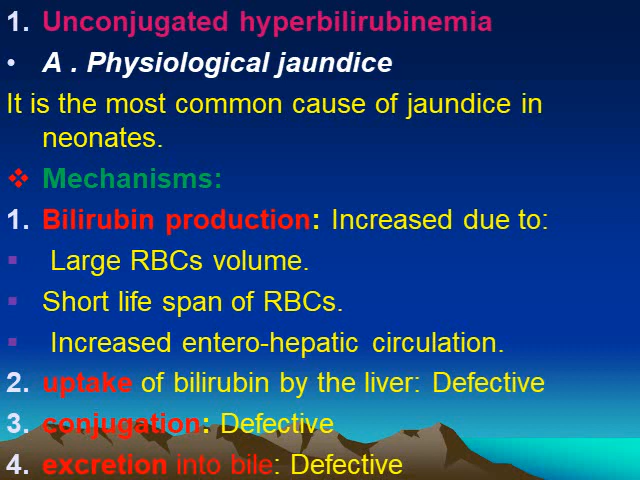 1. Unconjugated hyperbilirubinemia
• A . Physiological jaundice
It is the most common cause of jaundice in
neonates.
❖ Mechanisms:
1. Bilirubin production: Increased due to:
▪ Large RBCs volume.
▪ Short life span of RBCs.
▪ Increased entero-hepatic circulation.
2. uptake of bilirubin by the liver: Defective
3. conjugation: Defective
4. excretion into bile: Defective